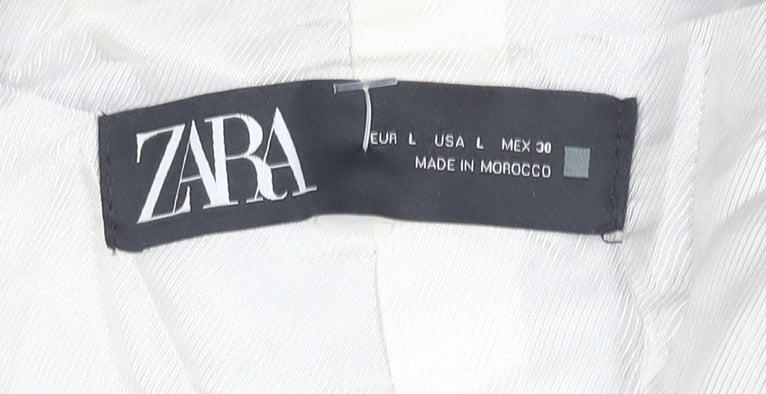 ZARA
EUR L USA L MEX 30
MADE IN MOROCCO